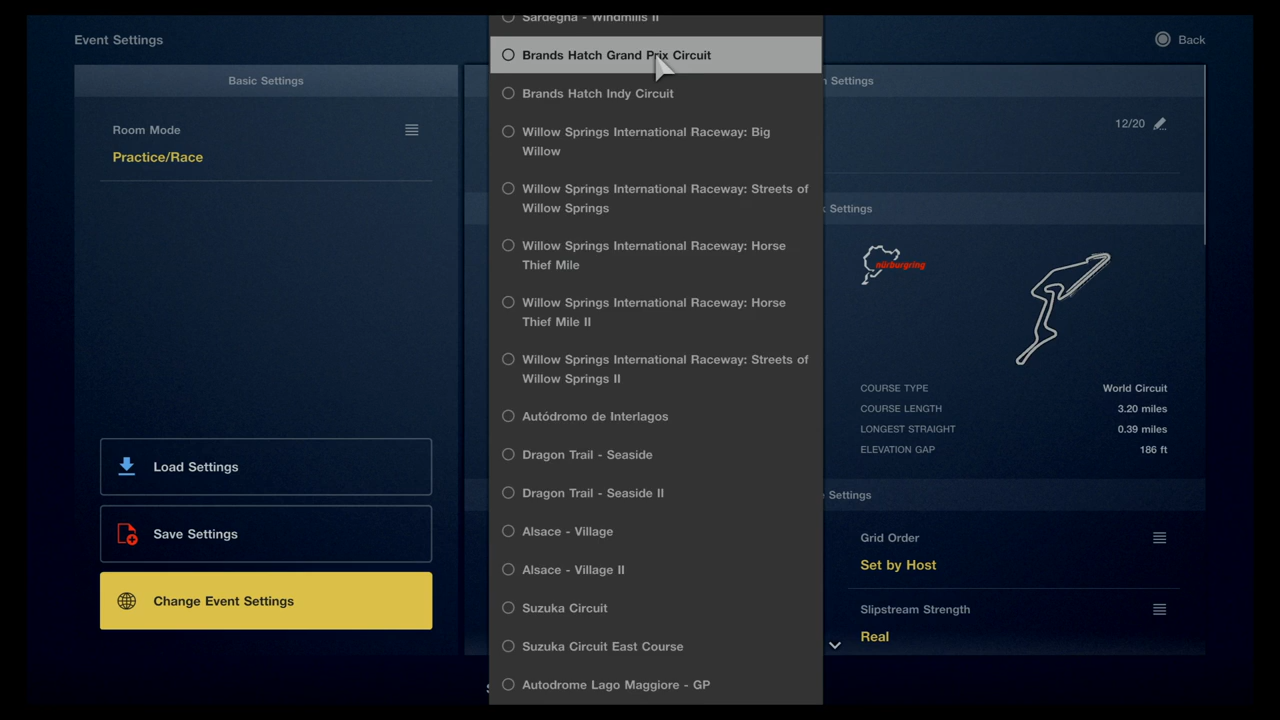 Sardegna - Windmills II
Event Settings
Back
Basic Settings
Brands Hatch Grand Prix Circuit
Settings
Brands Hatch Indy Circuit
Room Mode
Practice/Race
12/20
Willow Springs International Raceway: Big
Willow
Willow Springs International Raceway: Streets of
Willow Springs
Settings
Willow Springs International Raceway: Horse
Thief Mile
nürburgring
Willow Springs International Raceway: Horse
Thief Mile II
Willow Springs International Raceway: Streets of
Willow Springs II
COURSE TYPE World Circuit
COURSE LENGTH 3.20 miles
LONGEST STRAIGHT 0.39 miles
ELEVATION GAP 186 ft
Autódromo de Interlagos
Dragon Trail - Seaside
Load Settings
Dragon Trail - Seaside II
Settings
Save Settings
Alsace - Village
Grid Order
Set by Host
Alsace - Village II
Change Event Settings
Suzuka Circuit
Slipstream Strength
Real
Suzuka Circuit East Course
Autodrome Lago Maggiore - GP